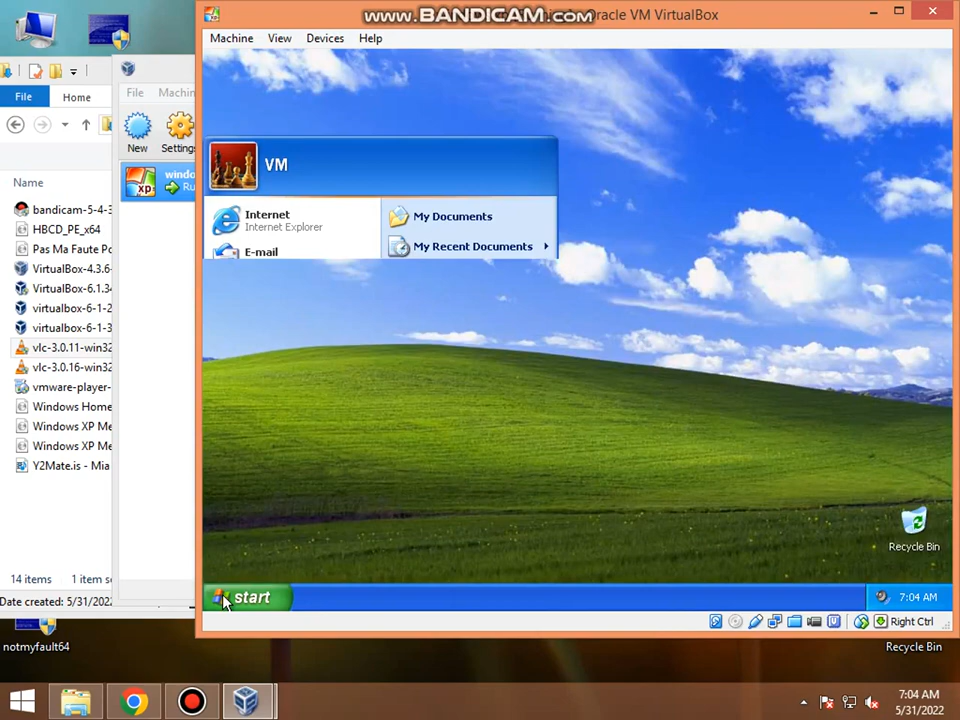 www.BANDICAM.com
Oracle VM VirtualBox
Machine View Devices Help
File Home
Name
bandicam-5-4-3
HBCD_PE_x64
Pas Ma Faute Po
VirtualBox-4.3.6
VirtualBox-6.1.34
virtualbox-6-1-2
virtualbox-6-1-3
vlc-3.0.11-win32
vlc-3.0.16-win32
vmware-player-
Windows Home
Windows XP Me
Windows XP Me
Y2Mate.is - Mia
14 items 1 item s
Date created: 5/31/2022
File Machin
New Settings
windo
Ru
VM
Internet
Internet Explorer
E-mail
My Documents
My Recent Documents
Recycle Bin
start
7:04 AM
Right Ctrl
notmyfault64
Recycle Bin
7:04 AM
5/31/2022